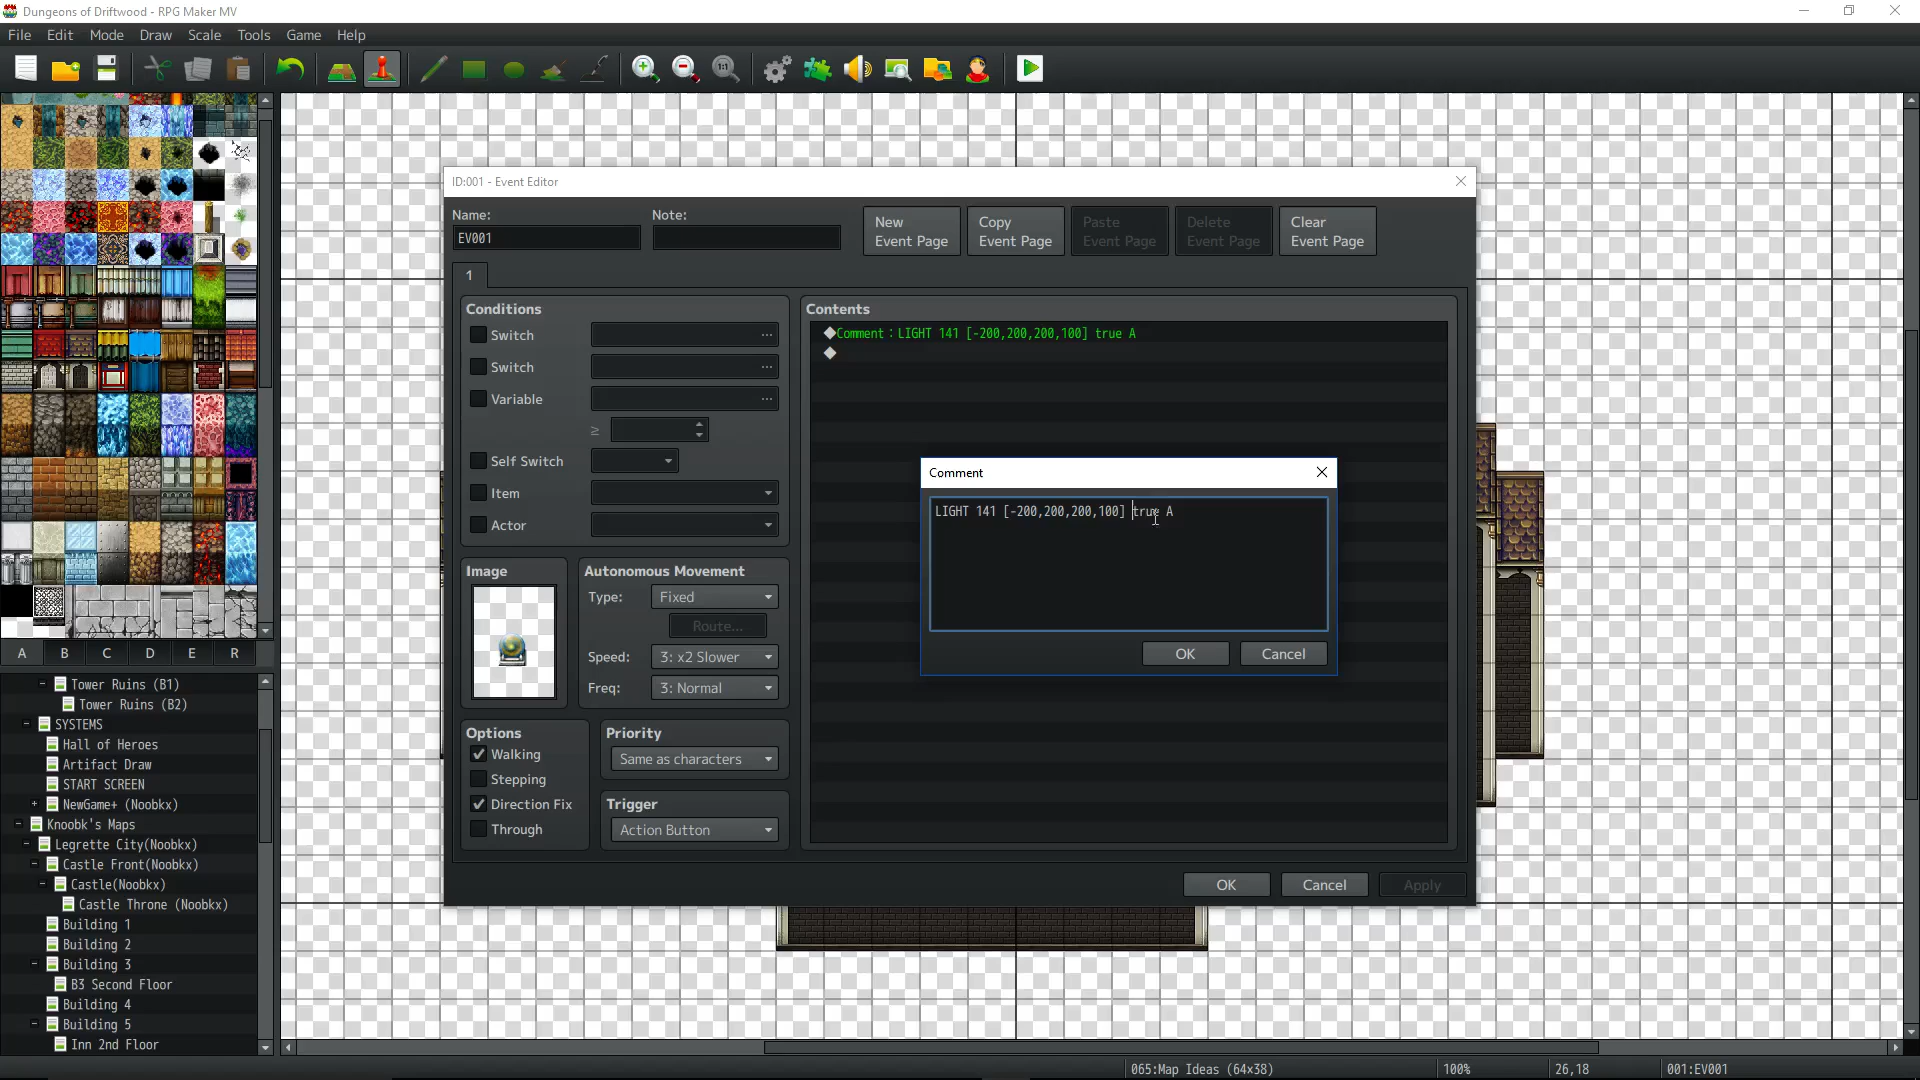 Dungeons of Driftwood - RPG Maker MV
File Edit Mode Draw Scale Tools Game Help
ID:001 - Event Editor
Name:
Note:
EV001
New
Event Page
Copy
Event Page
Paste
Event Page
Delete
Event Page
Clear
Event Page
1
Conditions
Switch ...
Switch ...
Variable ...
≥
Self Switch
Item
Actor
Image
Autonomous Movement
Type: Fixed
Route...
Speed: 3: x2 Slower
Freq: 3: Normal
Options
Walking
Stepping
Direction Fix
Through
Priority
Same as characters
Trigger
Action Button
Contents
◆Comment：LIGHT 141 [-200,200,200,100] true A
◆
Comment
LIGHT 141 [-200,200,200,100] true A
OK Cancel
OK Cancel Apply
A B C D E R
Tower Ruins (B1)
Tower Ruins (B2)
SYSTEMS
Hall of Heroes
Artifact Draw
START SCREEN
NewGame+ (Noobkx)
Knoobk's Maps
Legrette City(Noobkx)
Castle Front(Noobkx)
Castle(Noobkx)
Castle Throne (Noobkx)
Building 1
Building 2
Building 3
B3 Second Floor
Building 4
Building 5
Inn 2nd Floor
065:Map Ideas (64x38) 100% 26,18 001:EV001
1:1